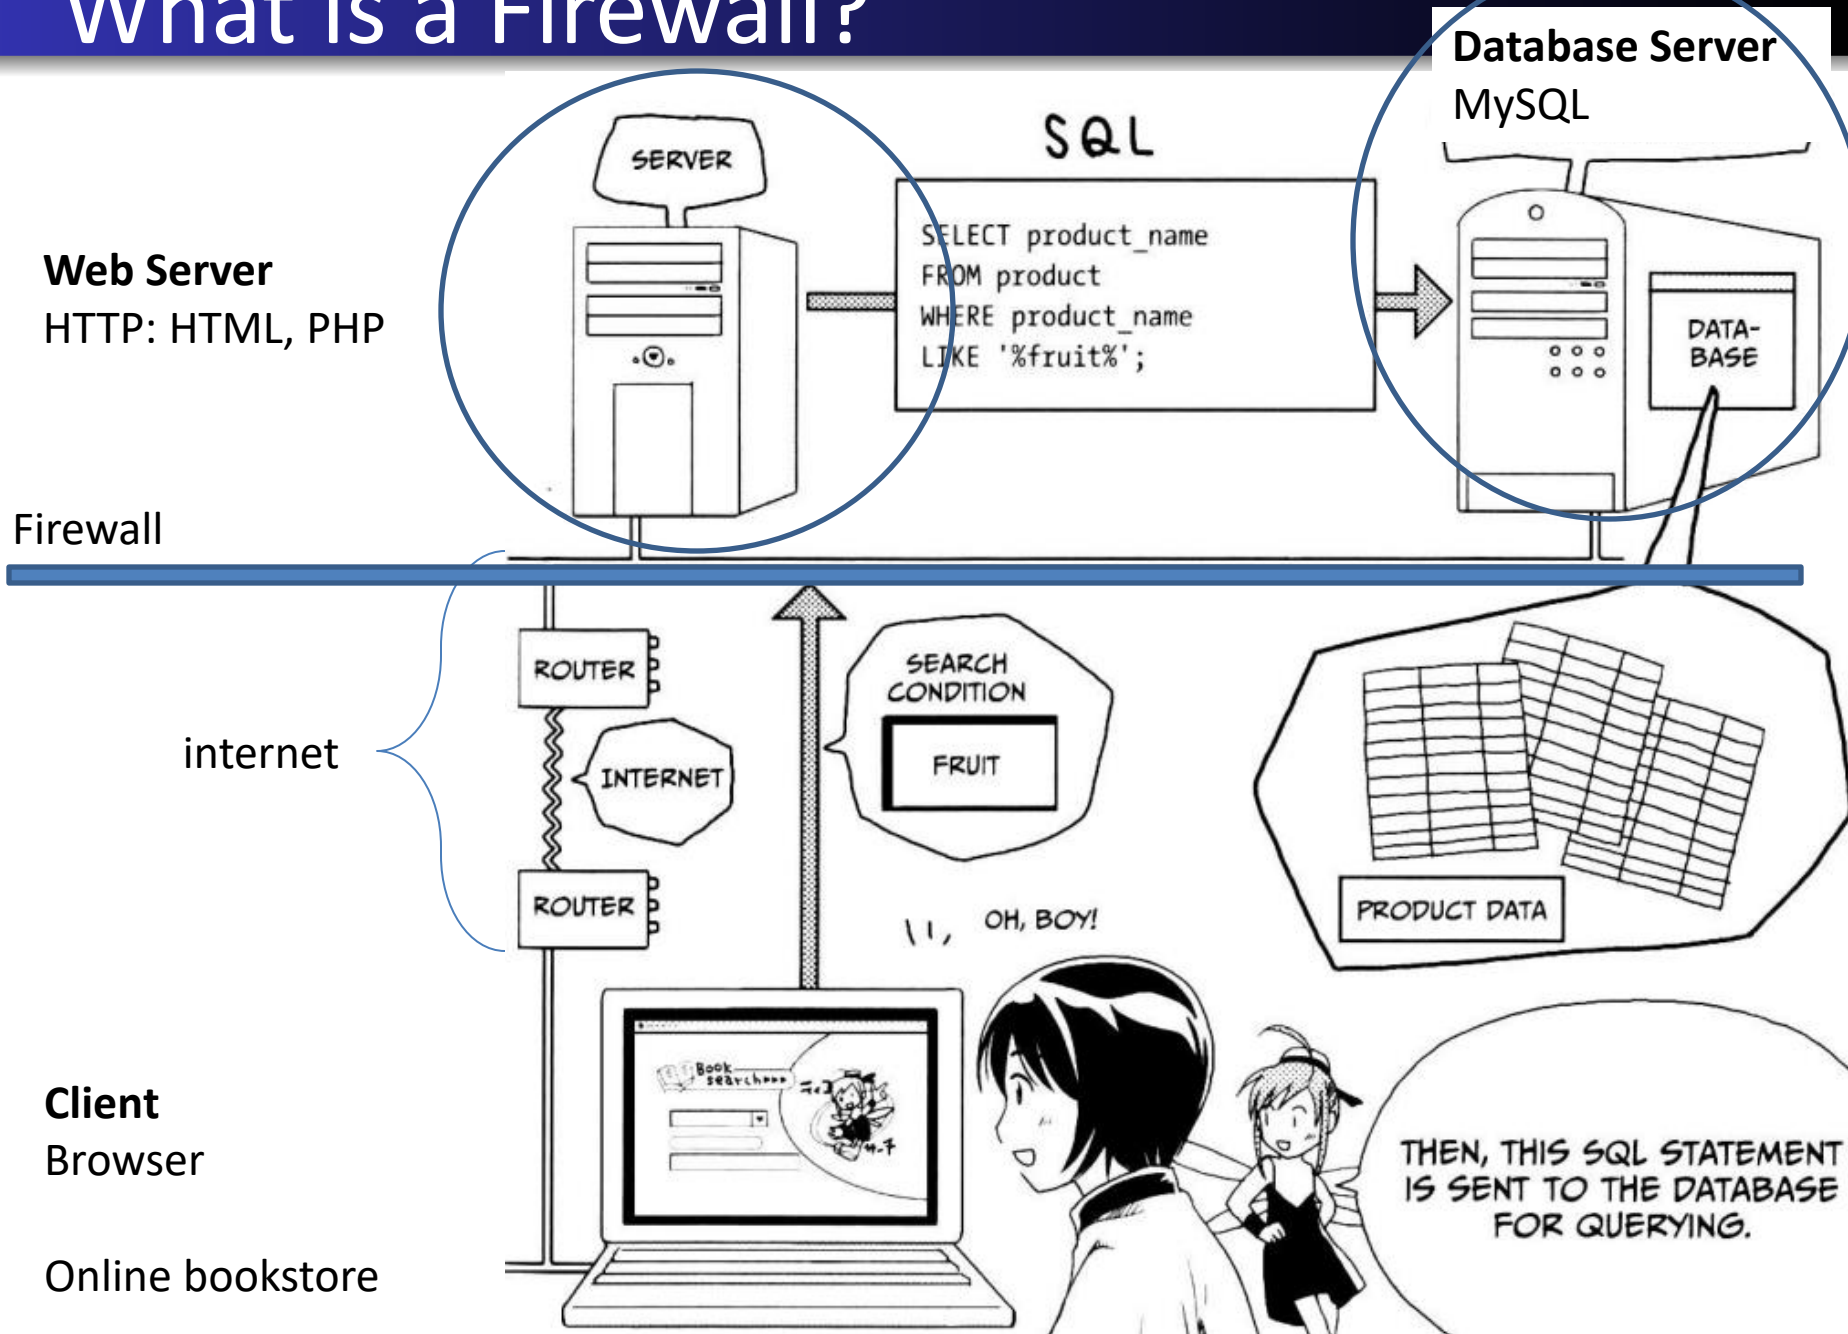 What is a Firewall?
Database Server
MySQL
SERVER
SQL
SELECT product_name
FROM product
WHERE product_name
LIKE '%fruit%';
DATA-
BASE
Web Server
HTTP: HTML, PHP
Firewall
ROUTER
SEARCH
CONDITION
FRUIT
internet
INTERNET
ROUTER
OH, BOY!
PRODUCT DATA
Book
search
Client
Browser
THEN, THIS SQL STATEMENT
IS SENT TO THE DATABASE
FOR QUERYING.
Online bookstore